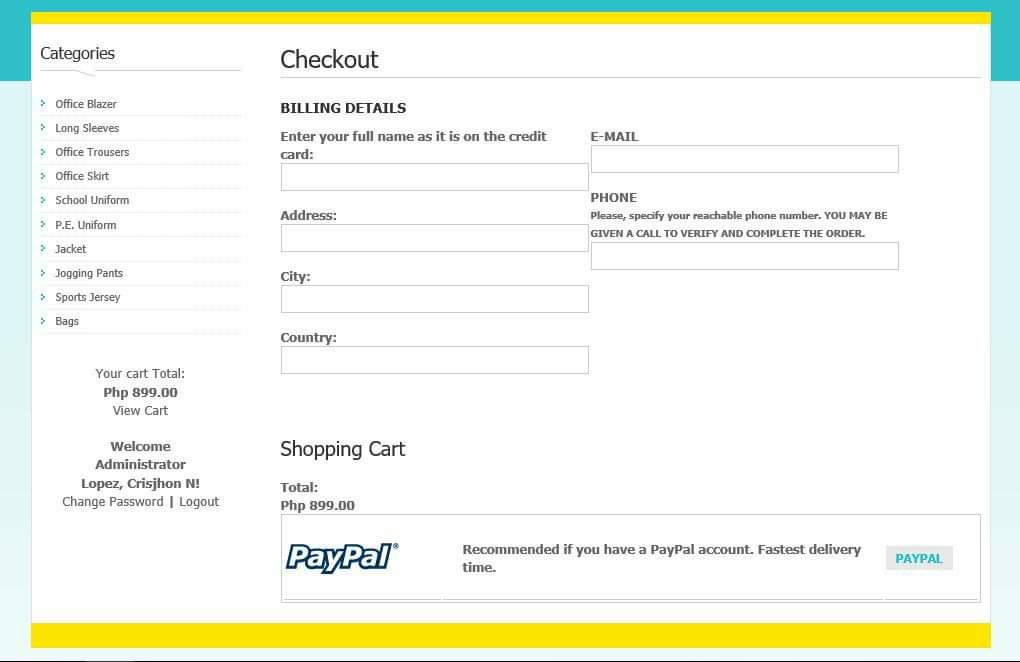 Categories
Office Blazer
Long Sleeves
Office Trousers
Office Skirt
School Uniform
P.E. Uniform
Jacket
Jogging Pants
Sports Jersey
Bags
Your cart Total:
Php 899.00
View Cart
Welcome
Administrator
Lopez, Crisjhon N!
Change Password | Logout
Checkout
BILLING DETAILS
Enter your full name as it is on the credit
card:
Address:
City:
Country:
E-MAIL
PHONE
Please, specify your reachable phone number. YOU MAY BE
GIVEN A CALL TO VERIFY AND COMPLETE THE ORDER.
Shopping Cart
Total:
Php 899.00
PayPal®
Recommended if you have a PayPal account. Fastest delivery
time.
PAYPAL